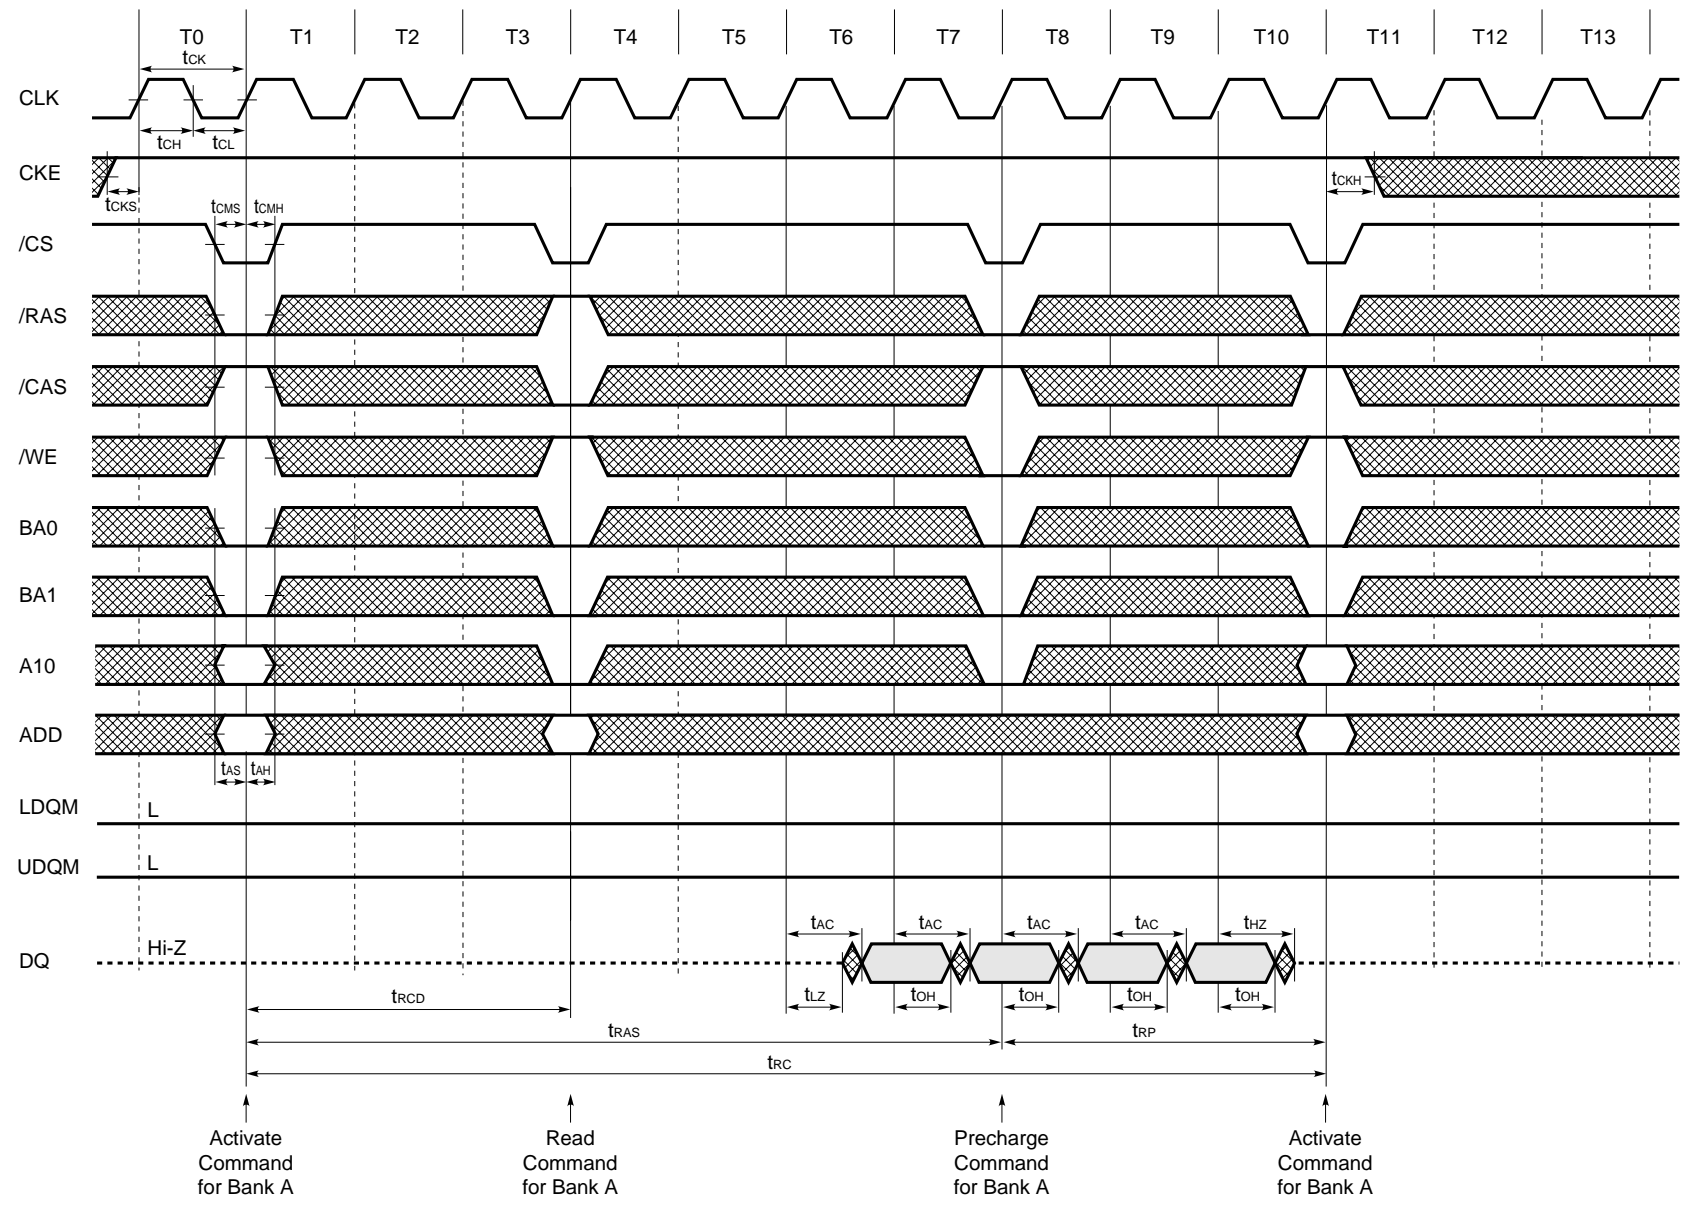 T0 T1 T2 T3 T4 T5 T6 T7 T8 T9 T10 T11 T12 T13
tCK
CLK
tCH tCL
CKE
tCKS tCKH
tCMS tCMH
/CS
/RAS
/CAS
/WE
BA0
BA1
A10
ADD
tAS tAH
LDQM L
UDQM L
tAC tAC tAC tAC tHZ
DQ Hi-Z
tRCD tLZ tOH tOH tOH tOH
tRAS tRP
tRC
Activate
Command
for Bank A
Read
Command
for Bank A
Precharge
Command
for Bank A
Activate
Command
for Bank A